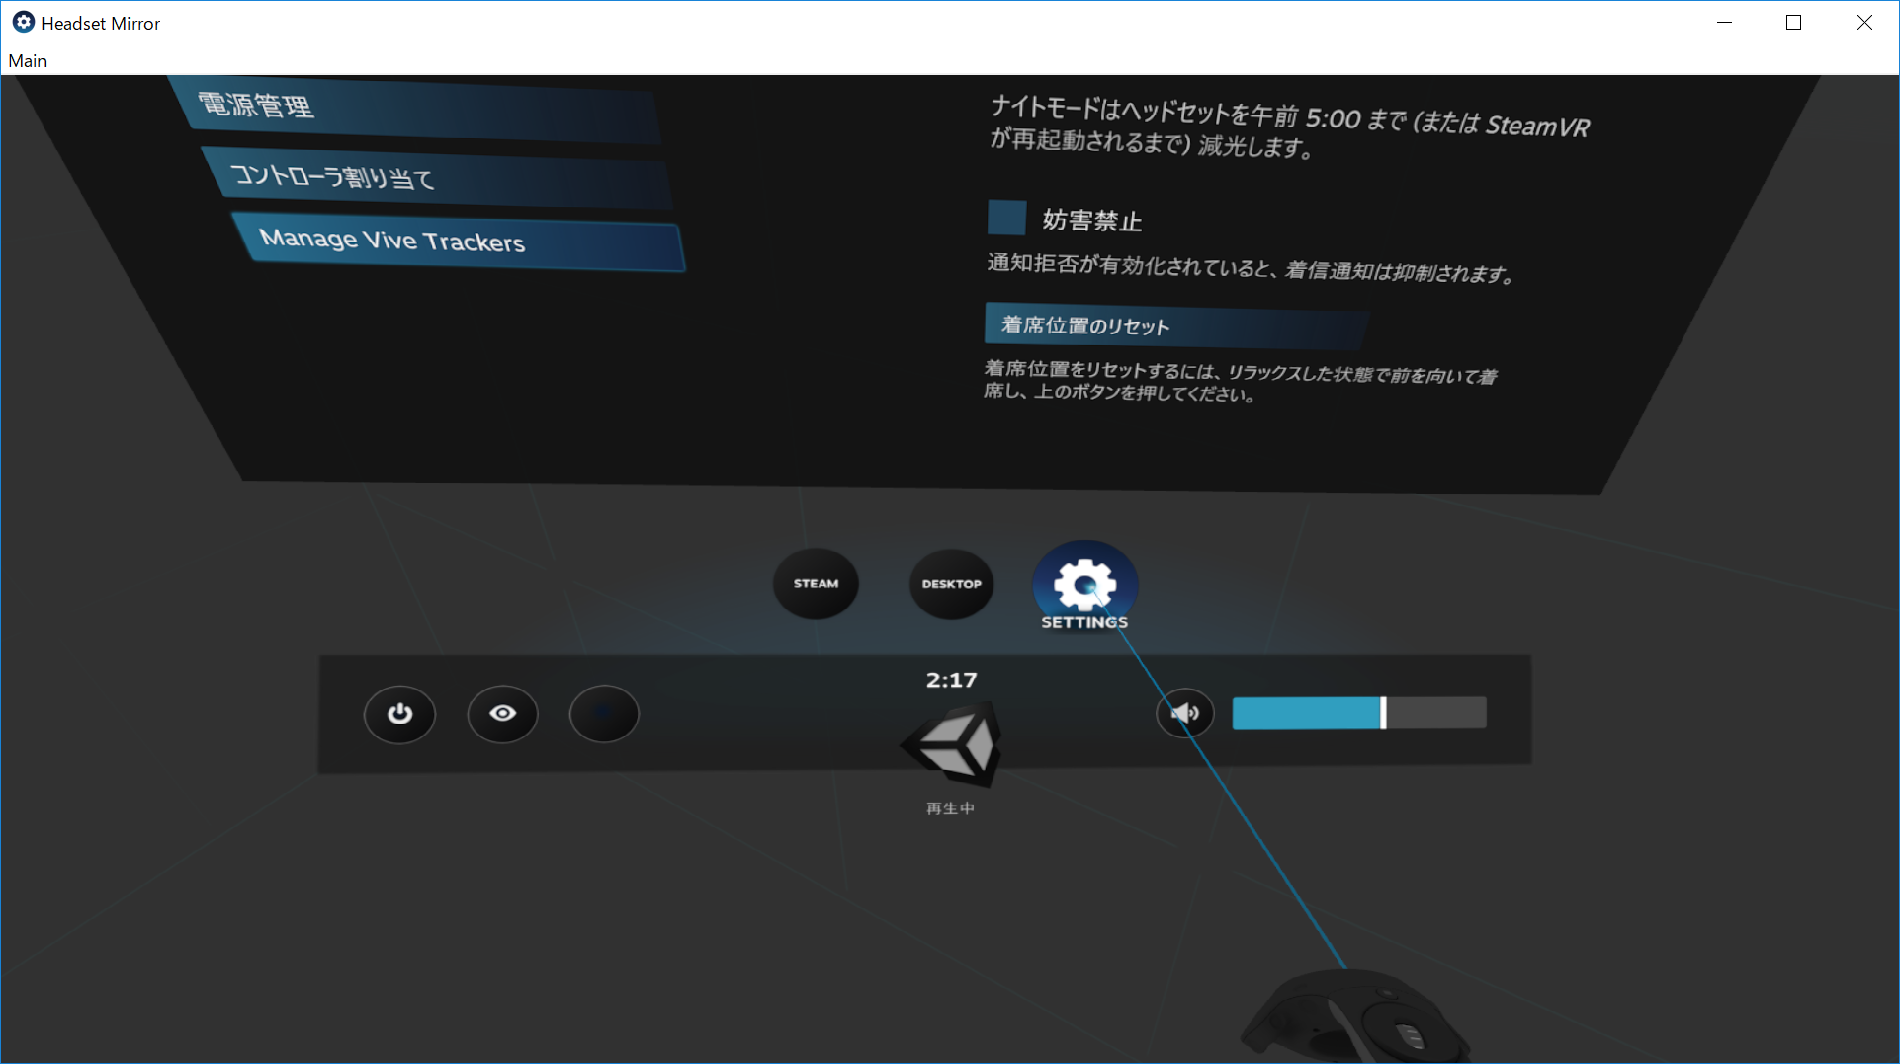 Headset Mirror
Main
電源管理
コントローラ割り当て
Manage Vive Trackers
ナイトモードはヘッドセットを午前 5:00 まで (または SteamVR
が再起動されるまで) 減光します。
妨害禁止
通知拒否が有効化されていると、着信通知は抑制されます。
着席位置のリセット
着席位置をリセットするには、リラックスした状態で前を向いて着
席し、上のボタンを押してください。
STEAM
DESKTOP
SETTINGS
2:17
再生中